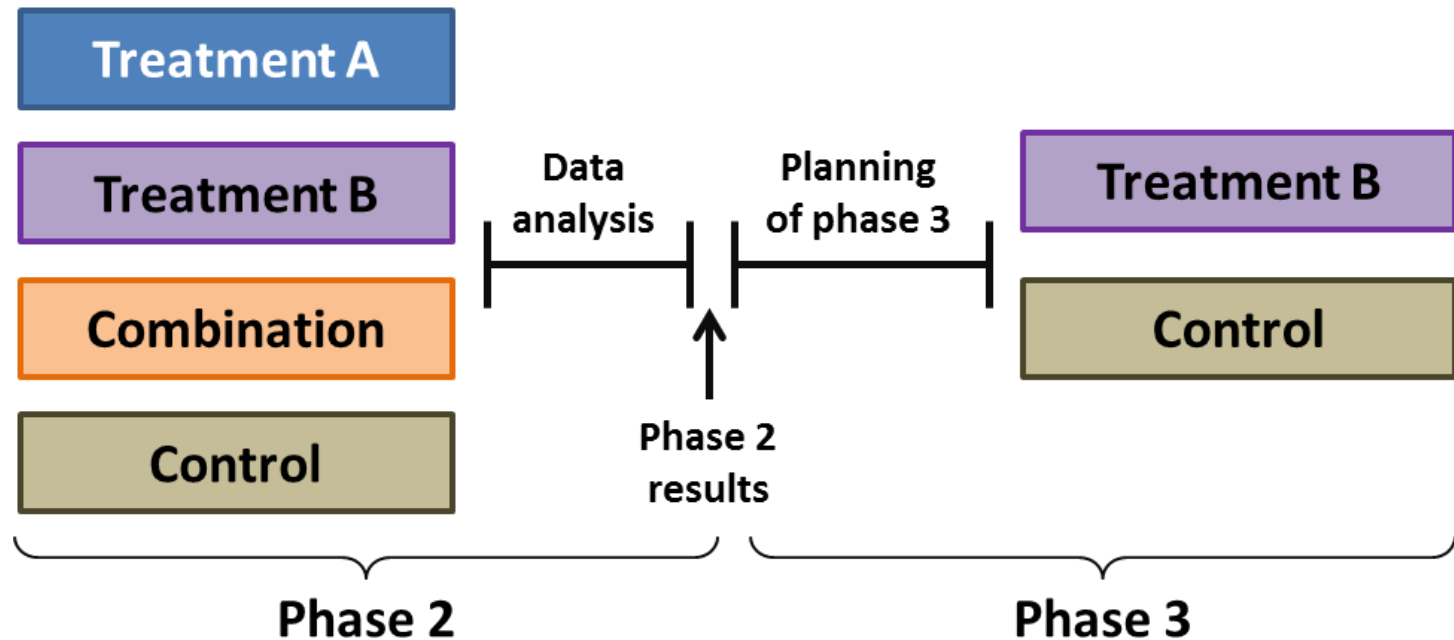 Treatment A
Treatment B
Combination
Control
Data
analysis
Phase 2
results
Planning
of phase 3
Treatment B
Control
Phase 2
Phase 3